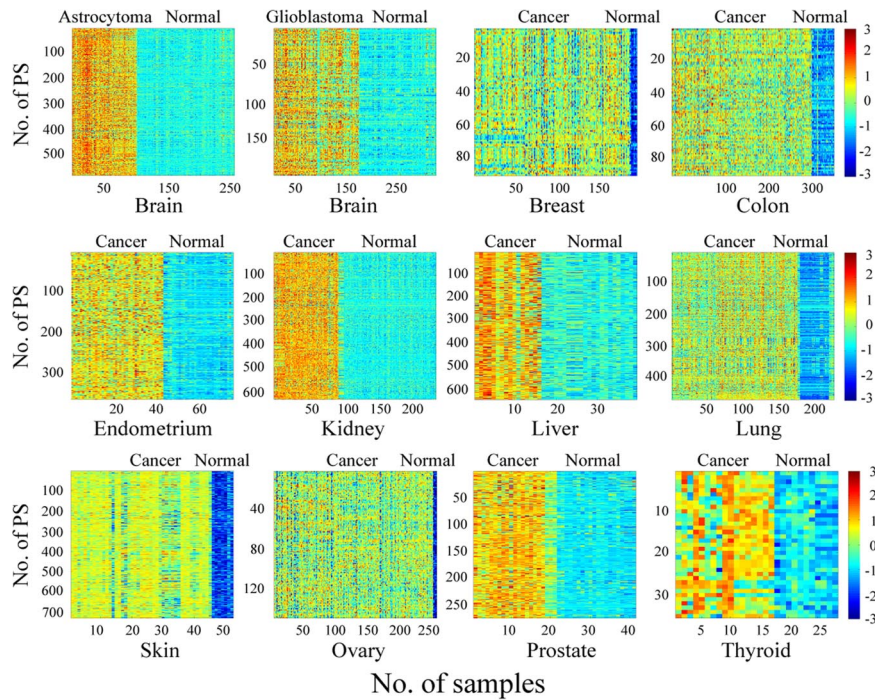 Astrocytoma Normal Glioblastoma Normal Cancer Normal Cancer Normal
No. of PS
100
200
300
400
500
50 150 250
Brain
50
100
150
50 150 250
Brain
20
40
60
80
50 100 150
Breast
20
40
60
80
100 200 300
Colon
3
2
1
0
-1
-2
-3
Cancer Normal Cancer Normal Cancer Normal Cancer Normal
No. of PS
100
200
300
20 40 60
Endometrium
100
200
300
400
500
600
50 100 150 200
Kidney
100
200
300
400
500
600
10 20 30
Liver
100
200
300
400
50 100 150 200
Lung
3
2
1
0
-1
-2
-3
Cancer Normal Cancer Normal Cancer Normal Cancer Normal
No. of PS
100
200
300
400
500
600
700
10 20 30 40 50
Skin
40
80
120
50 100 150 200 250
Ovary
50
100
150
200
250
10 20 30 40
Prostate
10
20
30
5 10 15 20 25
Thyroid
3
2
1
0
-1
-2
-3
No. of samples